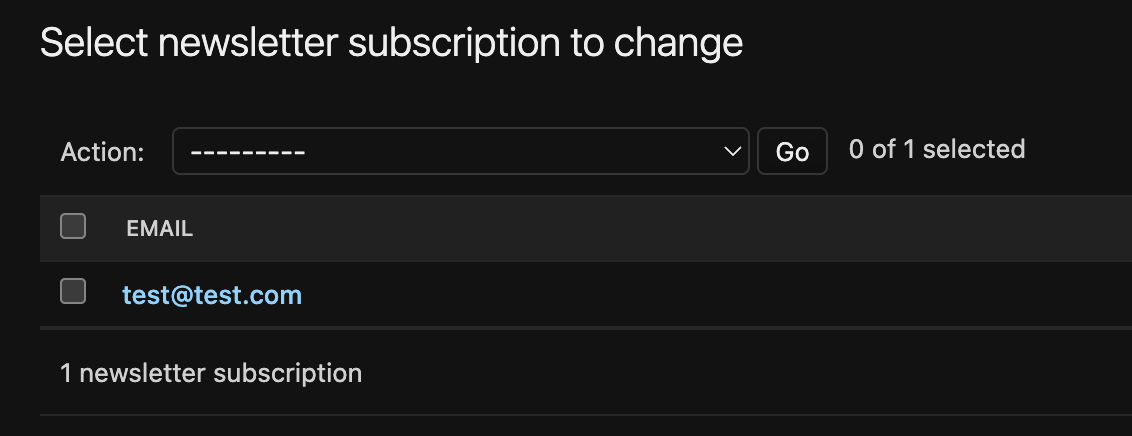 Select newsletter subscription to change
Action: --------- Go 0 of 1 selected
EMAIL
test@test.com
1 newsletter subscription